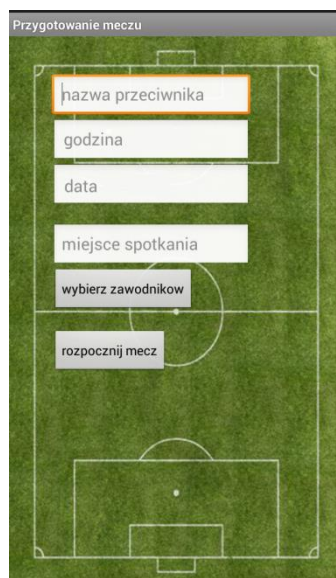 Przygotowanie meczu
nazwa przeciwnika
godzina
data
miejsce spotkania
wybierz zawodnikow
rozpocznij mecz